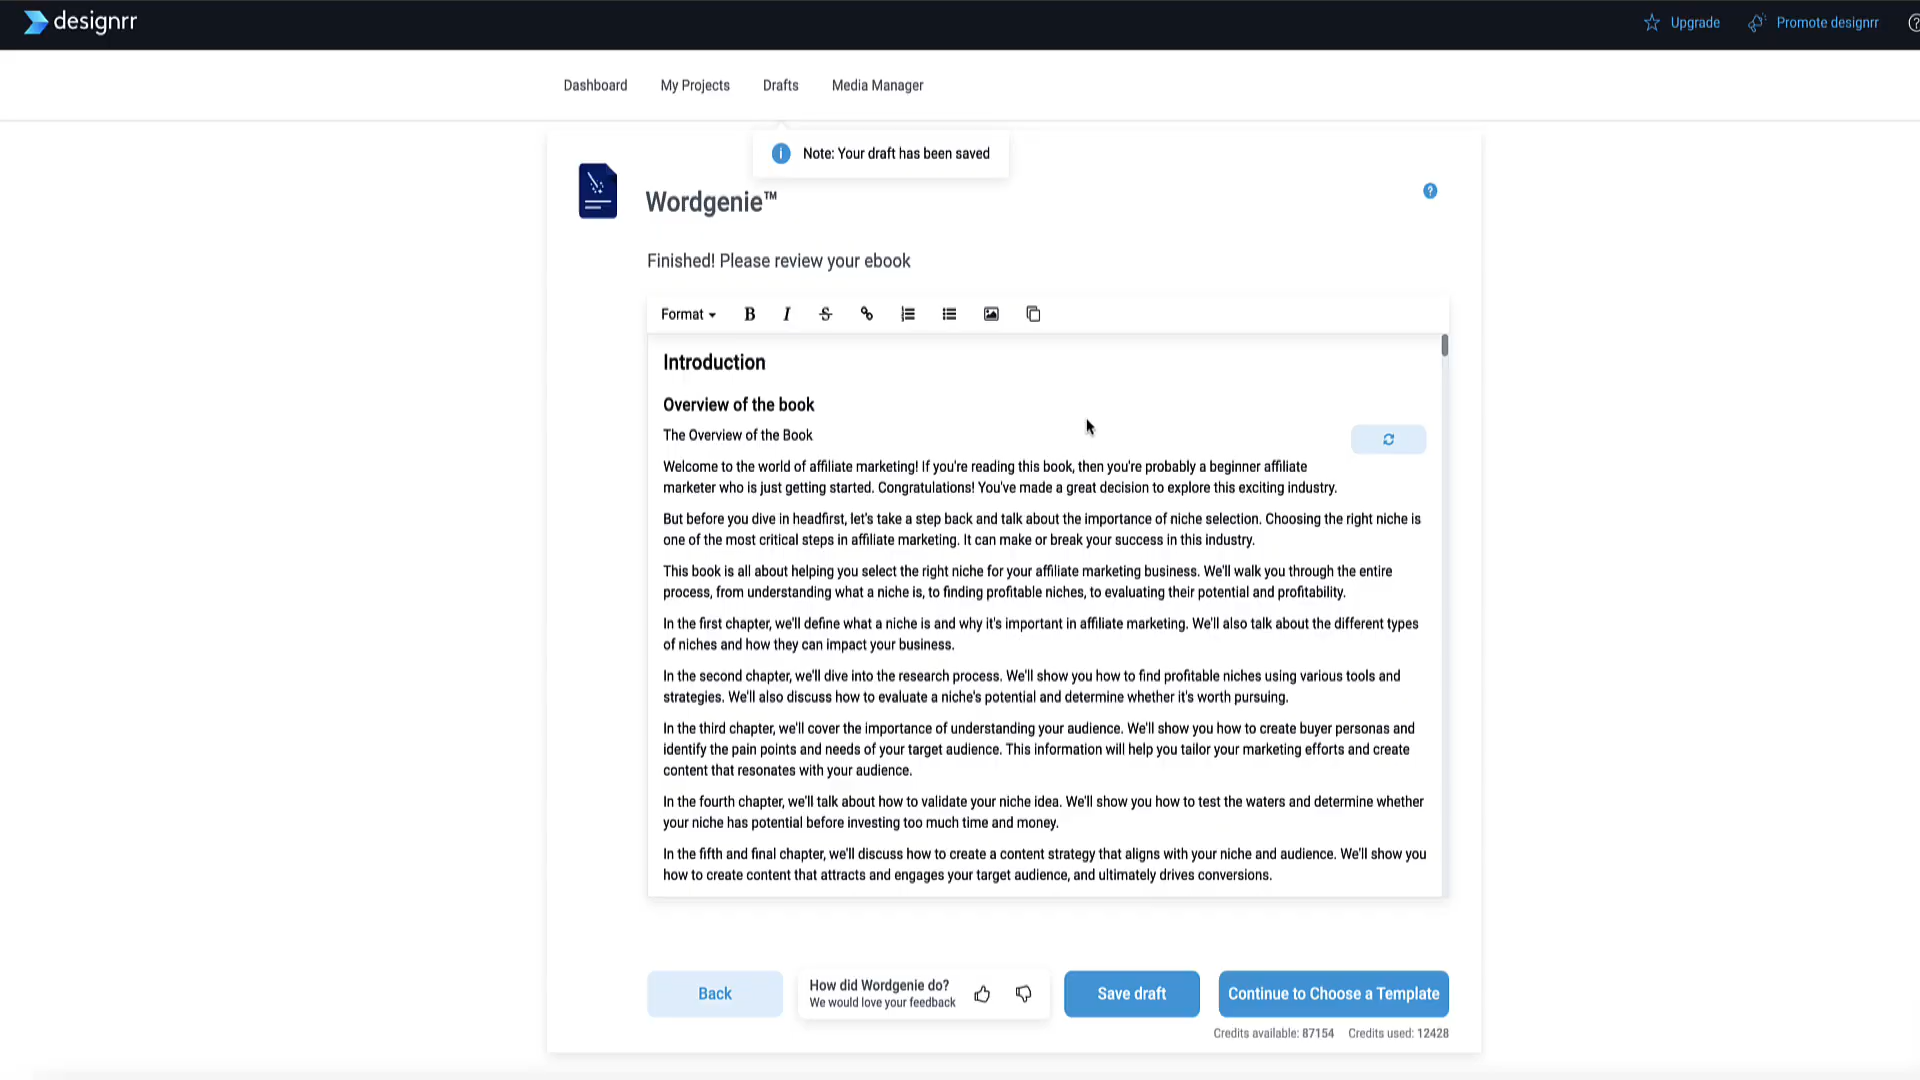 designrr
Upgrade
Promote designrr
Dashboard
My Projects
Drafts
Media Manager
Note: Your draft has been saved
Wordgenie™
Finished! Please review your ebook
Format
B I S
Introduction
Overview of the book
The Overview of the Book
Welcome to the world of affiliate marketing! If you're reading this book, then you're probably a beginner affiliate
marketer who is just getting started. Congratulations! You've made a great decision to explore this exciting industry.
But before you dive in headfirst, let's take a step back and talk about the importance of niche selection. Choosing the right niche is
one of the most critical steps in affiliate marketing. It can make or break your success in this industry.
This book is all about helping you select the right niche for your affiliate marketing business. We'll walk you through the entire
process, from understanding what a niche is, to finding profitable niches, to evaluating their potential and profitability.
In the first chapter, we'll define what a niche is and why it's important in affiliate marketing. We'll also talk about the different types
of niches and how they can impact your business.
In the second chapter, we'll dive into the research process. We'll show you how to find profitable niches using various tools and
strategies. We'll also discuss how to evaluate a niche's potential and determine whether it's worth pursuing.
In the third chapter, we'll cover the importance of understanding your audience. We'll show you how to create buyer personas and
identify the pain points and needs of your target audience. This information will help you tailor your marketing efforts and create
content that resonates with your audience.
In the fourth chapter, we'll talk about how to validate your niche idea. We'll show you how to test the waters and determine whether
your niche has potential before investing too much time and money.
In the fifth and final chapter, we'll discuss how to create a content strategy that aligns with your niche and audience. We'll show you
how to create content that attracts and engages your target audience, and ultimately drives conversions.
Back
How did Wordgenie do?
We would love your feedback
Save draft
Continue to Choose a Template
Credits available: 87154
Credits used: 12428